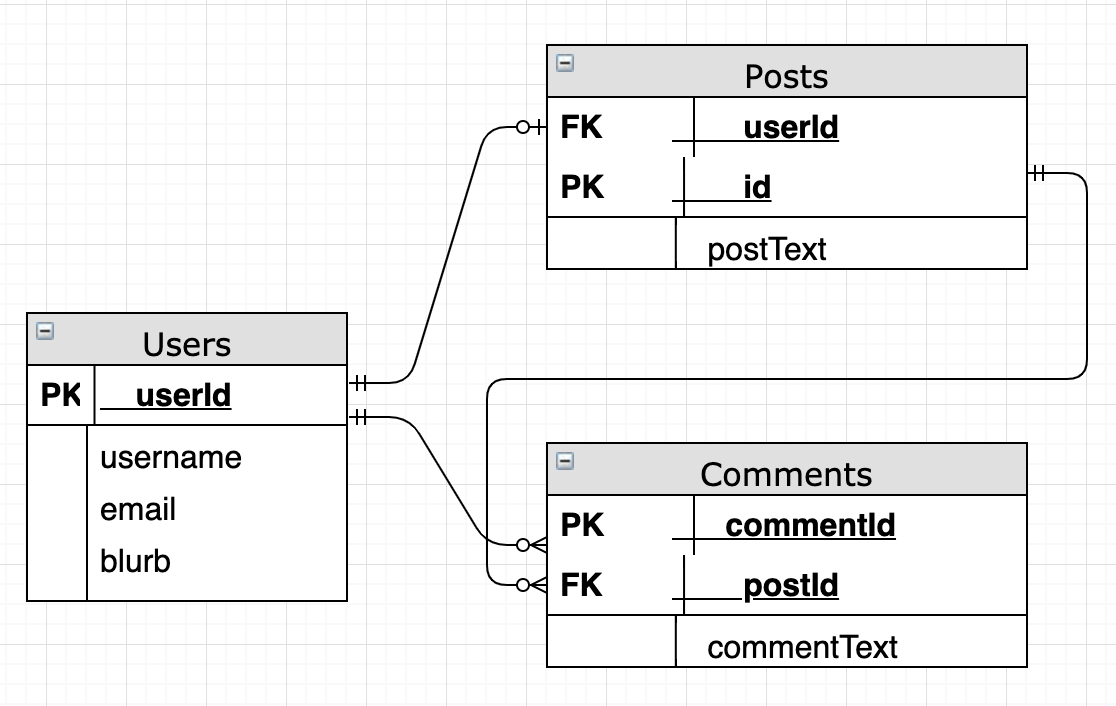 Posts
FK userId
PK id
postText
Users
PK userId
username
email
blurb
Comments
PK commentId
FK postId
commentText